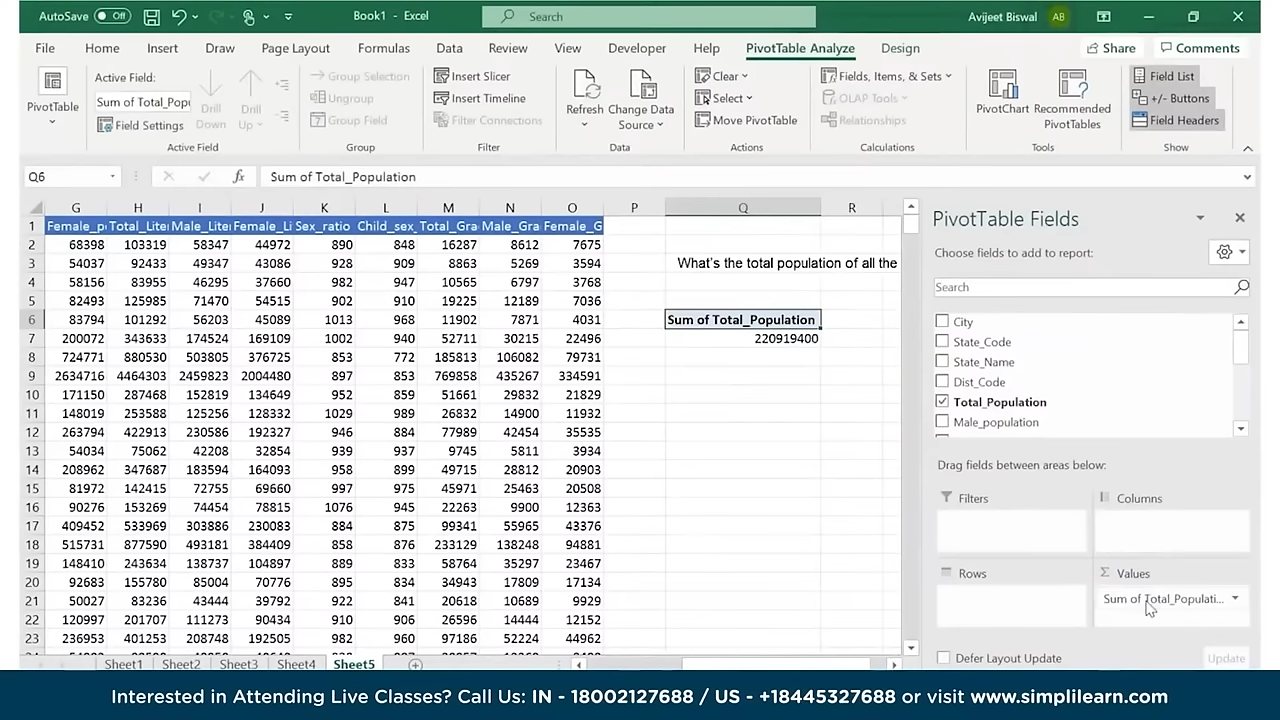 AutoSave Off Book1 - Excel Search Avijeet Biswal AB
File Home Insert Draw Page Layout Formulas Data Review View Developer Help PivotTable Analyze Design Share Comments
PivotTable
Active Field:
Sum of Total_Popu
Field Settings
Drill Down
Drill Up
Active Field
Group Selection
Ungroup
Group Field
Group
Insert Slicer
Insert Timeline
Filter Connections
Filter
Refresh
Change Data Source
Data
Clear
Select
Move PivotTable
Actions
Fields, Items, & Sets
OLAP Tools
Relationships
Calculations
PivotChart
Recommended PivotTables
Tools
Field List
+/- Buttons
Field Headers
Show
Q6 fx Sum of Total_Population
G H I J K L M N O P Q R
1 Female_p Total_Lite Male_Lite Female_Li Sex_ratio Child_sex_ Total_Gra Male_Gra Female_G
2 68398 103319 58347 44972 890 848 16287 8612 7675
3 54037 92433 49347 43086 928 909 8863 5269 3594 What's the total population of all the
4 58156 83955 46295 37660 982 947 10565 6797 3768
5 82493 125985 71470 54515 902 910 19225 12189 7036
6 83794 101292 56203 45089 1013 968 11902 7871 4031 Sum of Total_Population
7 200072 343633 174524 169109 1002 940 52711 30215 22496 220919400
8 724771 880530 503805 376725 853 772 185813 106082 79731
9 2634716 4464303 2459823 2004480 897 853 769858 435267 334591
10 171150 287468 152819 134649 952 859 51661 29832 21829
11 148019 253588 125256 128332 1029 989 26832 14900 11932
12 263794 422913 230586 192327 946 884 77989 42454 35535
13 54034 75062 42208 32854 939 937 9745 5811 3934
14 208962 347687 183594 164093 958 899 49715 28812 20903
15 81972 142415 72755 69660 997 975 45971 25463 20508
16 90276 153269 74454 78815 1076 945 22263 9900 12363
17 409452 533969 303886 230083 884 875 99341 55965 43376
18 515731 877590 493181 384409 858 876 233129 138248 94881
19 148410 243634 138737 104897 889 833 58764 35297 23467
20 92683 155780 85004 70776 895 834 34943 17809 17134
21 50027 83236 43444 39792 922 841 20618 10689 9929
22 120997 201707 111273 90434 910 906 26596 14444 12152
23 236953 401253 208748 192505 982 960 97186 52224 44962
Sheet1 Sheet2 Sheet3 Sheet4 Sheet5
PivotTable Fields
Choose fields to add to report:
Search
City
State_Code
State_Name
Dist_Code
Total_Population
Male_population
Drag fields between areas below:
Filters Columns
Rows Values
Sum of Total_Populati...
Defer Layout Update Update
Interested in Attending Live Classes? Call Us: IN - 18002127688 / US - +18445327688 or visit www.simplilearn.com